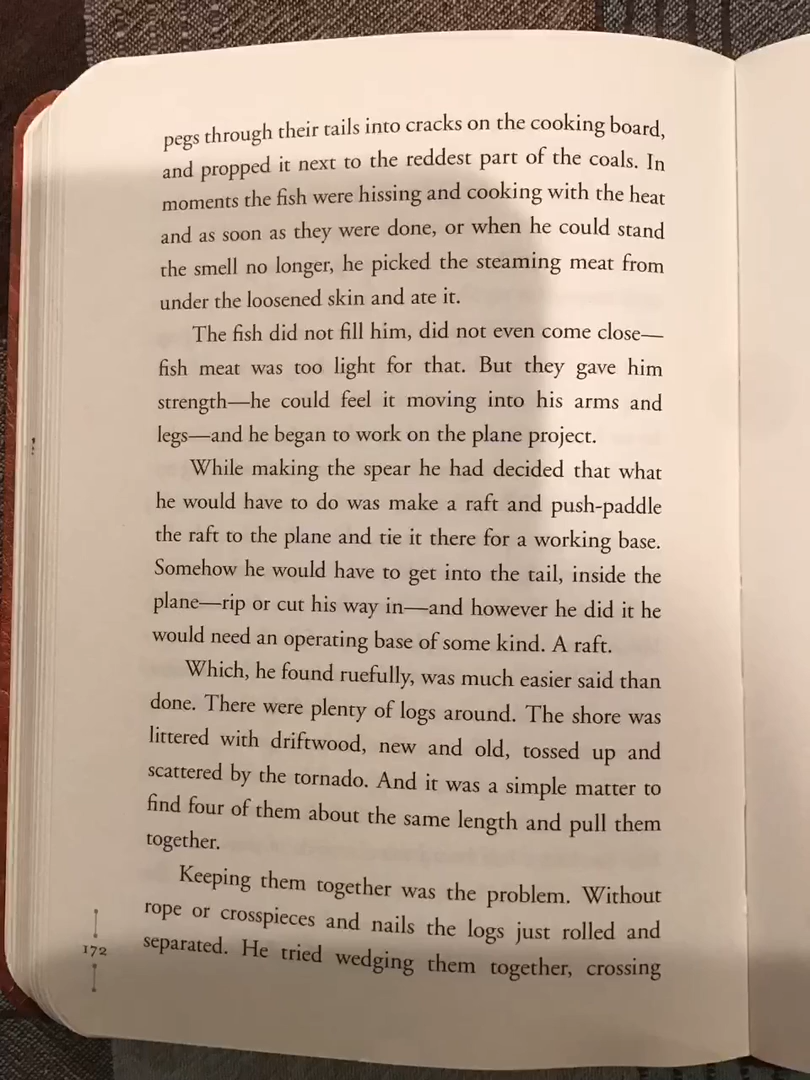 pegs through their tails into cracks on the cooking board,
and propped it next to the reddest part of the coals. In
moments the fish were hissing and cooking with the heat
and as soon as they were done, or when he could stand
the smell no longer, he picked the steaming meat from
under the loosened skin and ate it.
The fish did not fill him, did not even come close—
fish meat was too light for that. But they gave him
strength—he could feel it moving into his arms and
legs—and he began to work on the plane project.
While making the spear he had decided that what
he would have to do was make a raft and push-paddle
the raft to the plane and tie it there for a working base.
Somehow he would have to get into the tail, inside the
plane—rip or cut his way in—and however he did it he
would need an operating base of some kind. A raft.
Which, he found ruefully, was much easier said than
done. There were plenty of logs around. The shore was
littered with driftwood, new and old, tossed up and
scattered by the tornado. And it was a simple matter to
find four of them about the same length and pull them
together.
Keeping them together was the problem. Without
rope or crosspieces and nails the logs just rolled and
separated. He tried wedging them together, crossing
172